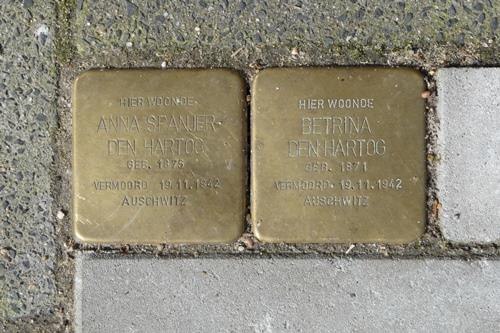 HIER WOONDE
ANNA SPANJER-
DEN HARTOG
GEB. 1875
VERMOORD 19.11.1942
AUSCHWITZ
HIER WOONDE
BETRINA
DEN HARTOG
GEB. 1871
VERMOORD 19.11.1942
AUSCHWITZ